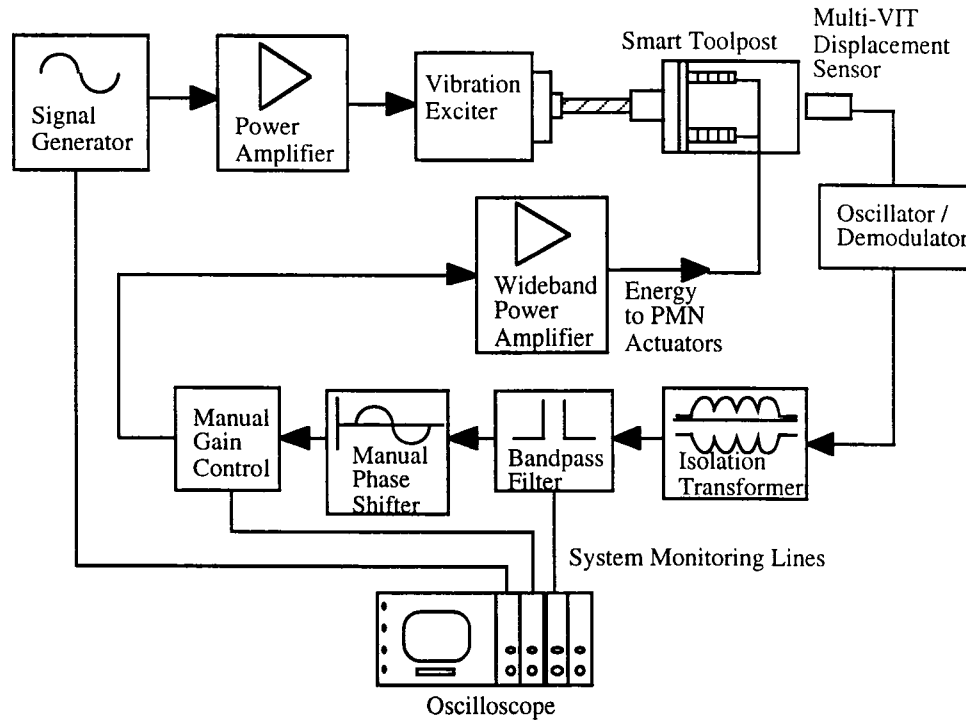 Multi-VIT
Displacement
Sensor
Smart Toolpost
Signal
Generator
Power
Amplifier
Vibration
Exciter
Oscillator /
Demodulator
Wideband
Power
Amplifier
Energy
to PMN
Actuators
Manual
Gain
Control
Manual
Phase
Shifter
Bandpass
Filter
Isolation
Transformer
System Monitoring Lines
Oscilloscope